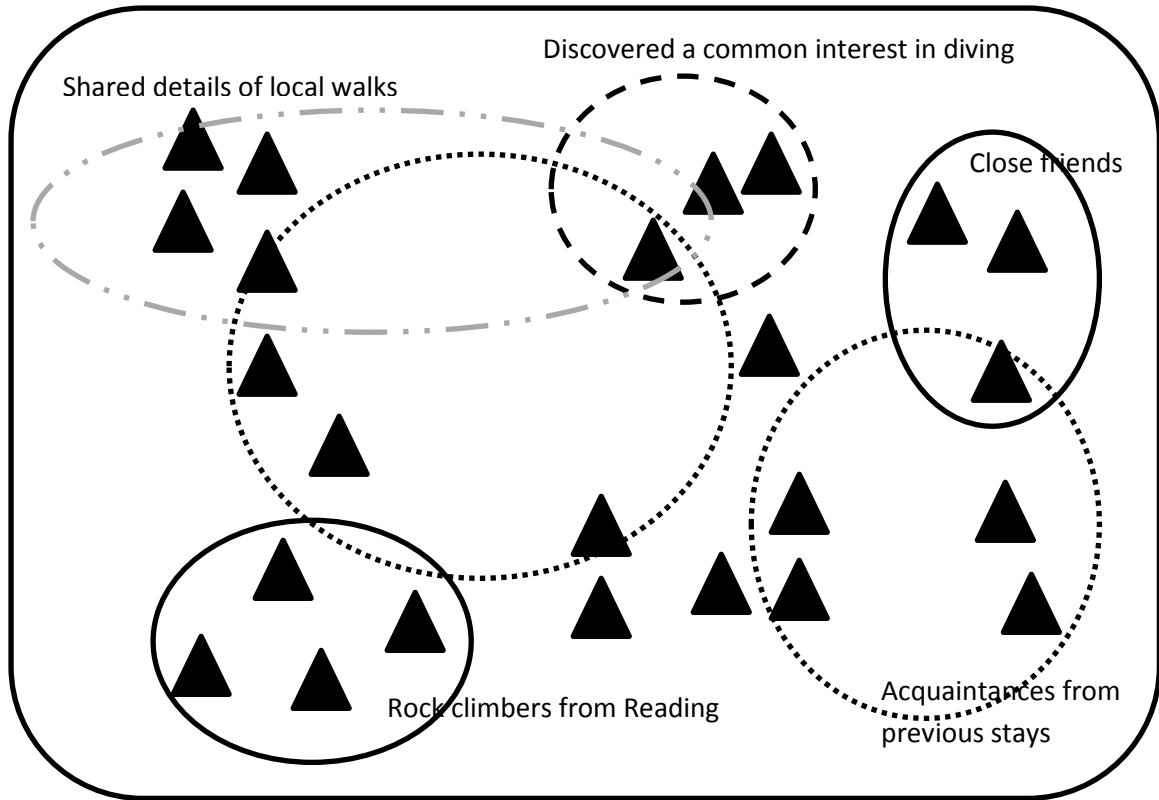 Discovered a common interest in diving
Shared details of local walks
Close friends
Rock climbers from Reading
Acquaintances from
previous stays